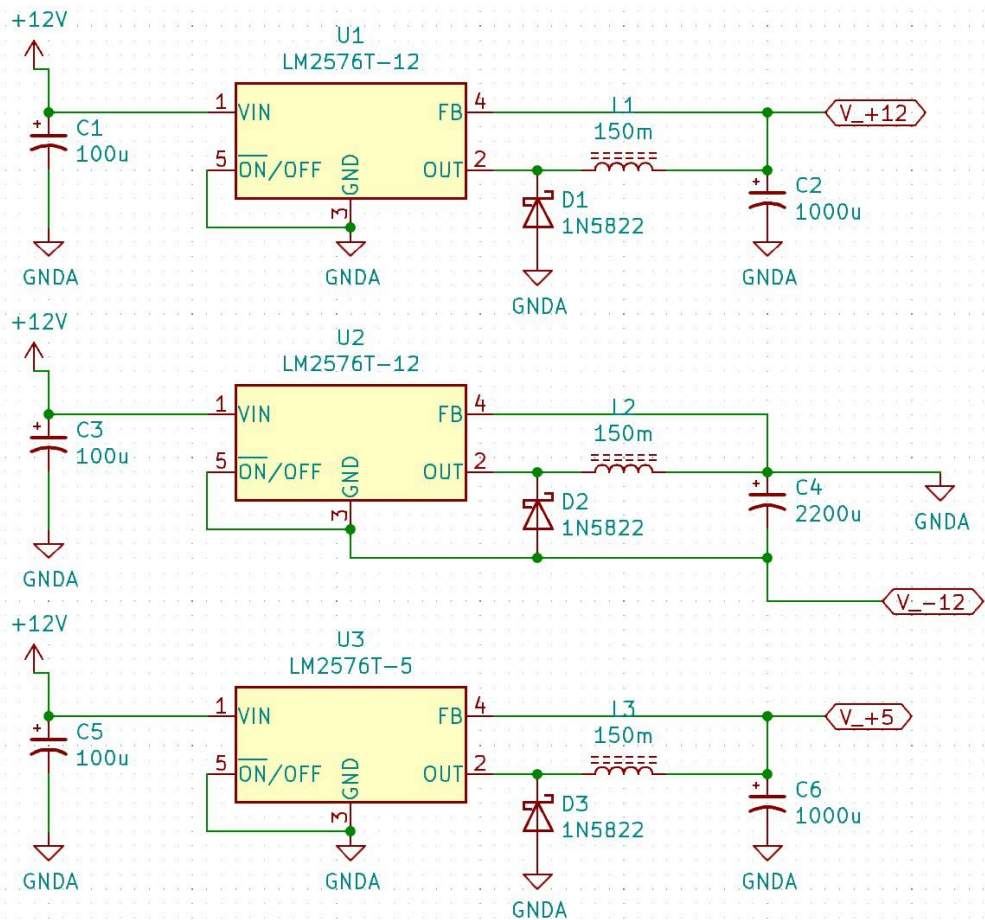 +12V
U1
LM2576T-12
1
VIN
FB
4
L1
150m
V_+12
C1
100u
5
ON/OFF
GND
3
OUT
2
D1
1N5822
C2
1000u
GNDA
GNDA
GNDA
GNDA
+12V
U2
LM2576T-12
1
VIN
FB
4
L2
150m
C3
100u
5
ON/OFF
GND
3
OUT
2
D2
1N5822
C4
2200u
GNDA
GNDA
V_-12
+12V
U3
LM2576T-5
1
VIN
FB
4
L3
150m
V_+5
C5
100u
5
ON/OFF
GND
3
OUT
2
D3
1N5822
C6
1000u
GNDA
GNDA
GNDA
GNDA